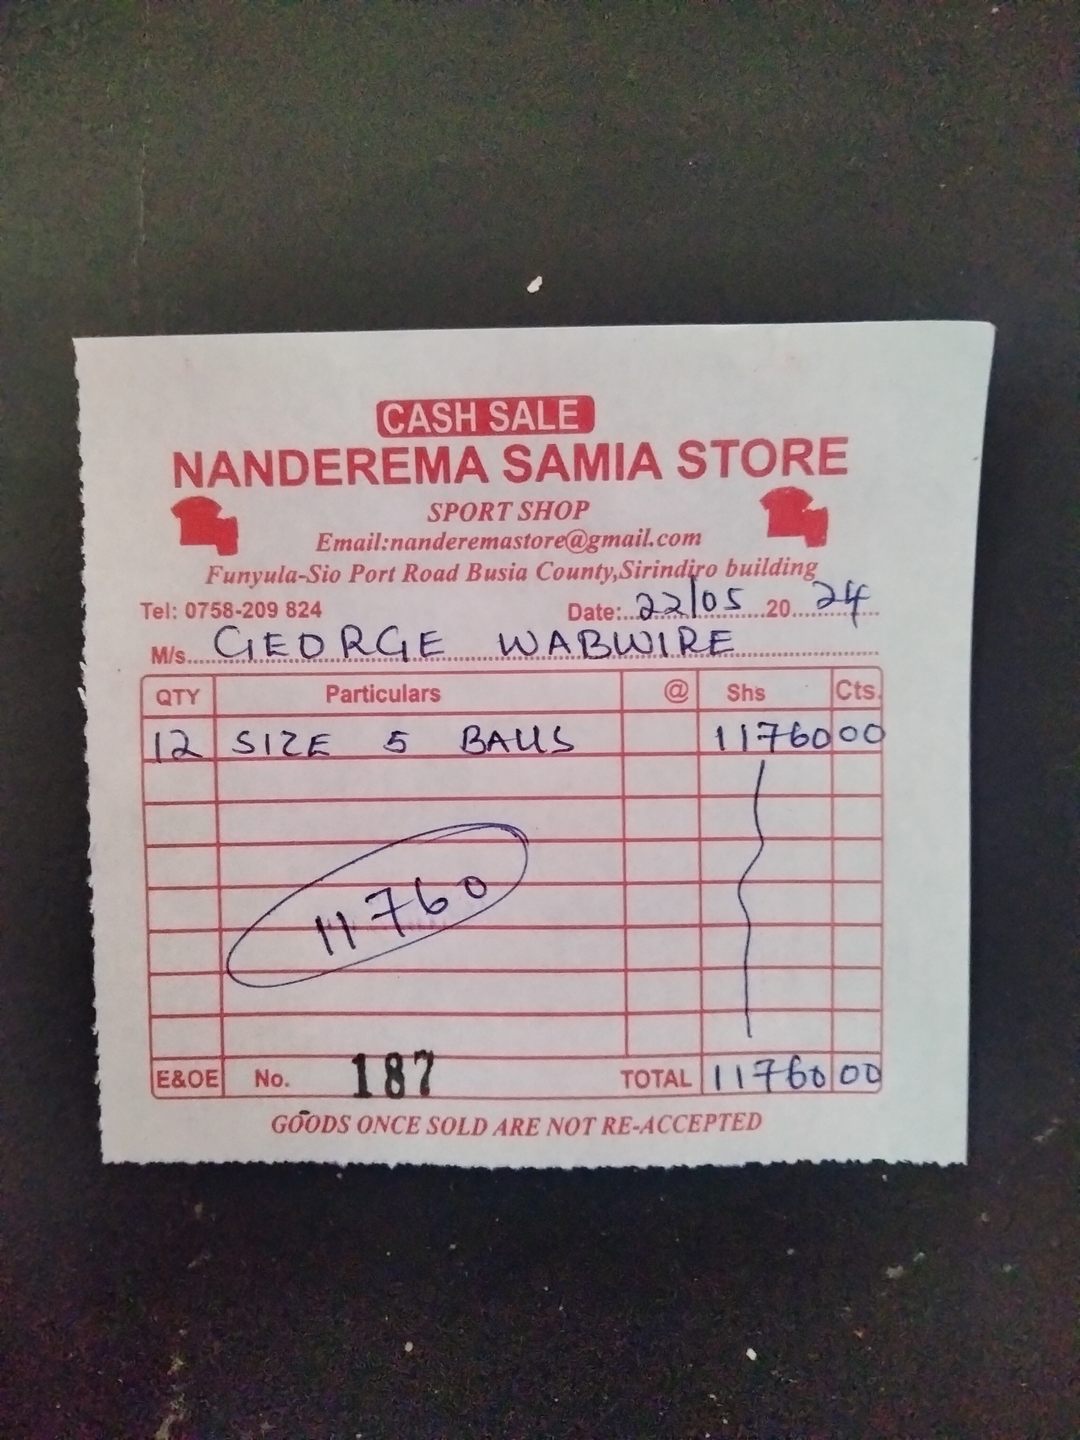 CASH SALE
NANDEREMA SAMIA STORE
SPORT SHOP
Email:nanderemastore@gmail.com
Funyula-Sio Port Road Busia County,Sirindiro building
Tel: 0758-209 824 Date:..22/05.....20...24...
M/s...GEORGE WABWIRE...
QTY Particulars @ Shs Cts.
12 SIZE 5 BALLS 11760 00
11760
E&OE No. 187 TOTAL 11760 00
GOODS ONCE SOLD ARE NOT RE-ACCEPTED